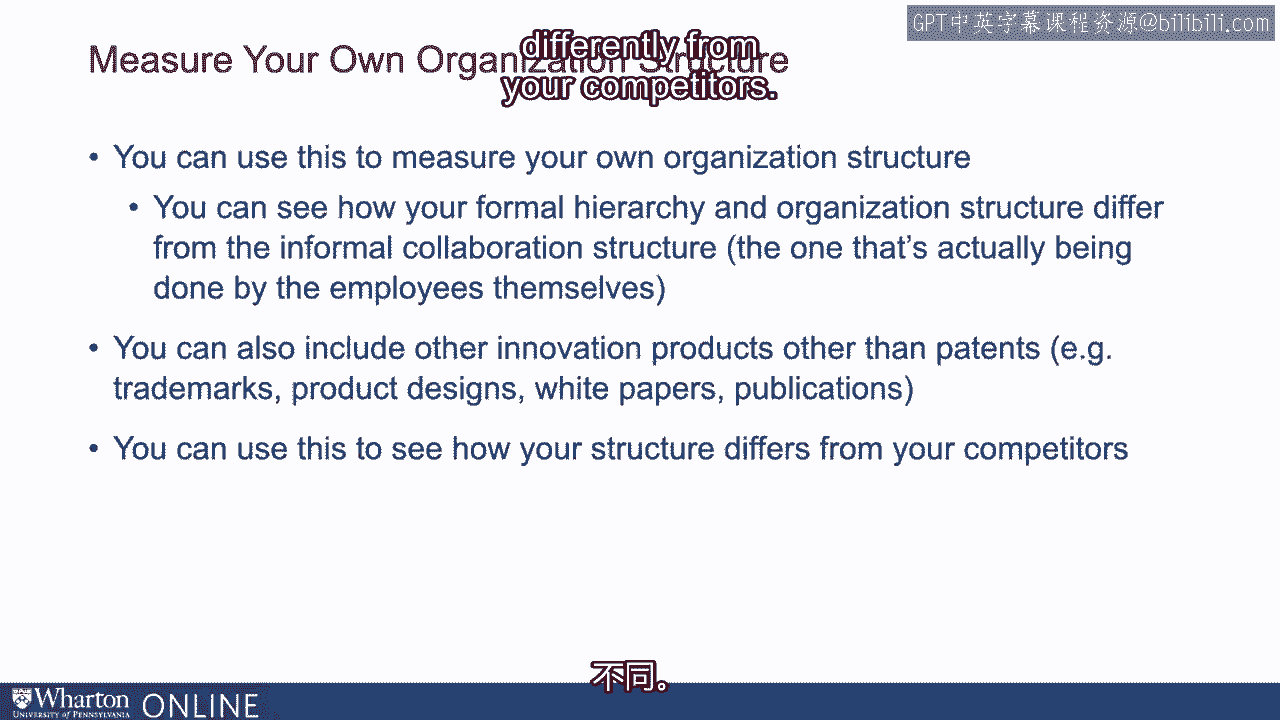 GPT中英字幕课程资源@bilibili.com
Measure Your Own Organization Structure
differently from
your competitors.
• You can use this to measure your own organization structure
• You can see how your formal hierarchy and organization structure differ
from the informal collaboration structure (the one that's actually being
done by the employees themselves)
• You can also include other innovation products other than patents (e.g.
trademarks, product designs, white papers, publications)
• You can use this to see how your structure differs from your competitors
不同。
Wharton ONLINE
UNIVERSITY of PENNSYLVANIA